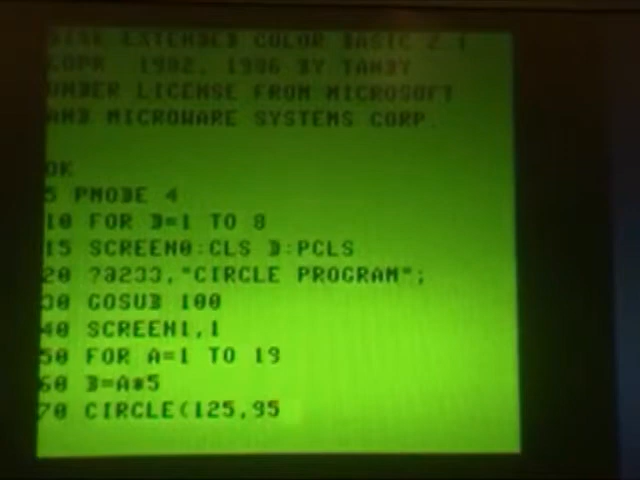 DISK EXTENDED COLOR BASIC 2.1
COPR. 1982, 1986 BY TANDY
UNDER LICENSE FROM MICROSOFT
AND MICROWARE SYSTEMS CORP.
OK
5 PMODE 4
10 FOR B=1 TO 8
15 SCREEN0:CLS B:PCLS
20 ?@233,"CIRCLE PROGRAM";
30 GOSUB 100
40 SCREEN1,1
50 FOR A=1 TO 19
60 B=A*5
70 CIRCLE(125,95